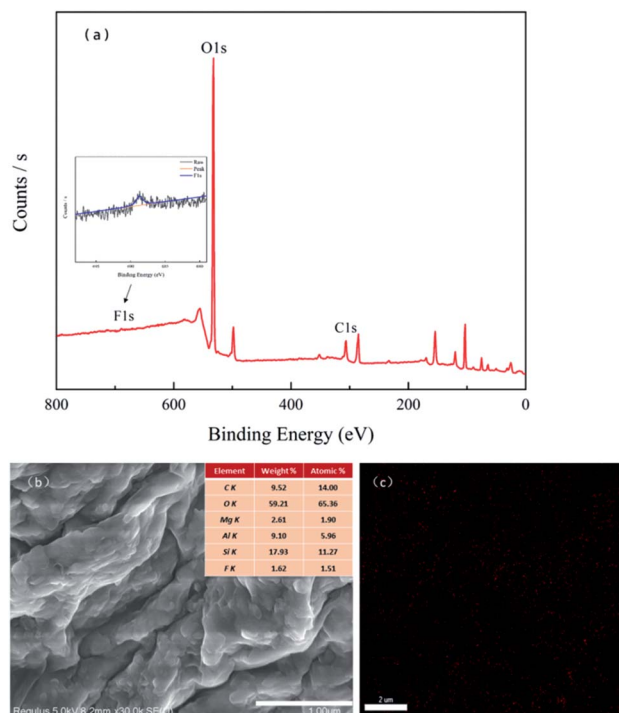 (a)
O1s
Raw
Peak
F1s
Counts / s
Binding Energy (eV)
F1s
C1s
Counts / s
800
600
400
200
0
Binding Energy (eV)
(b)
Element Weight % Atomic %
C K 9.52 14.00
O K 59.21 65.36
Mg K 2.61 1.90
Al K 9.10 5.96
Si K 17.93 11.27
F K 1.62 1.51
Regulus 5.0kV 8.2mm x30.0k SE(U)
1.00um
(c)
2 um